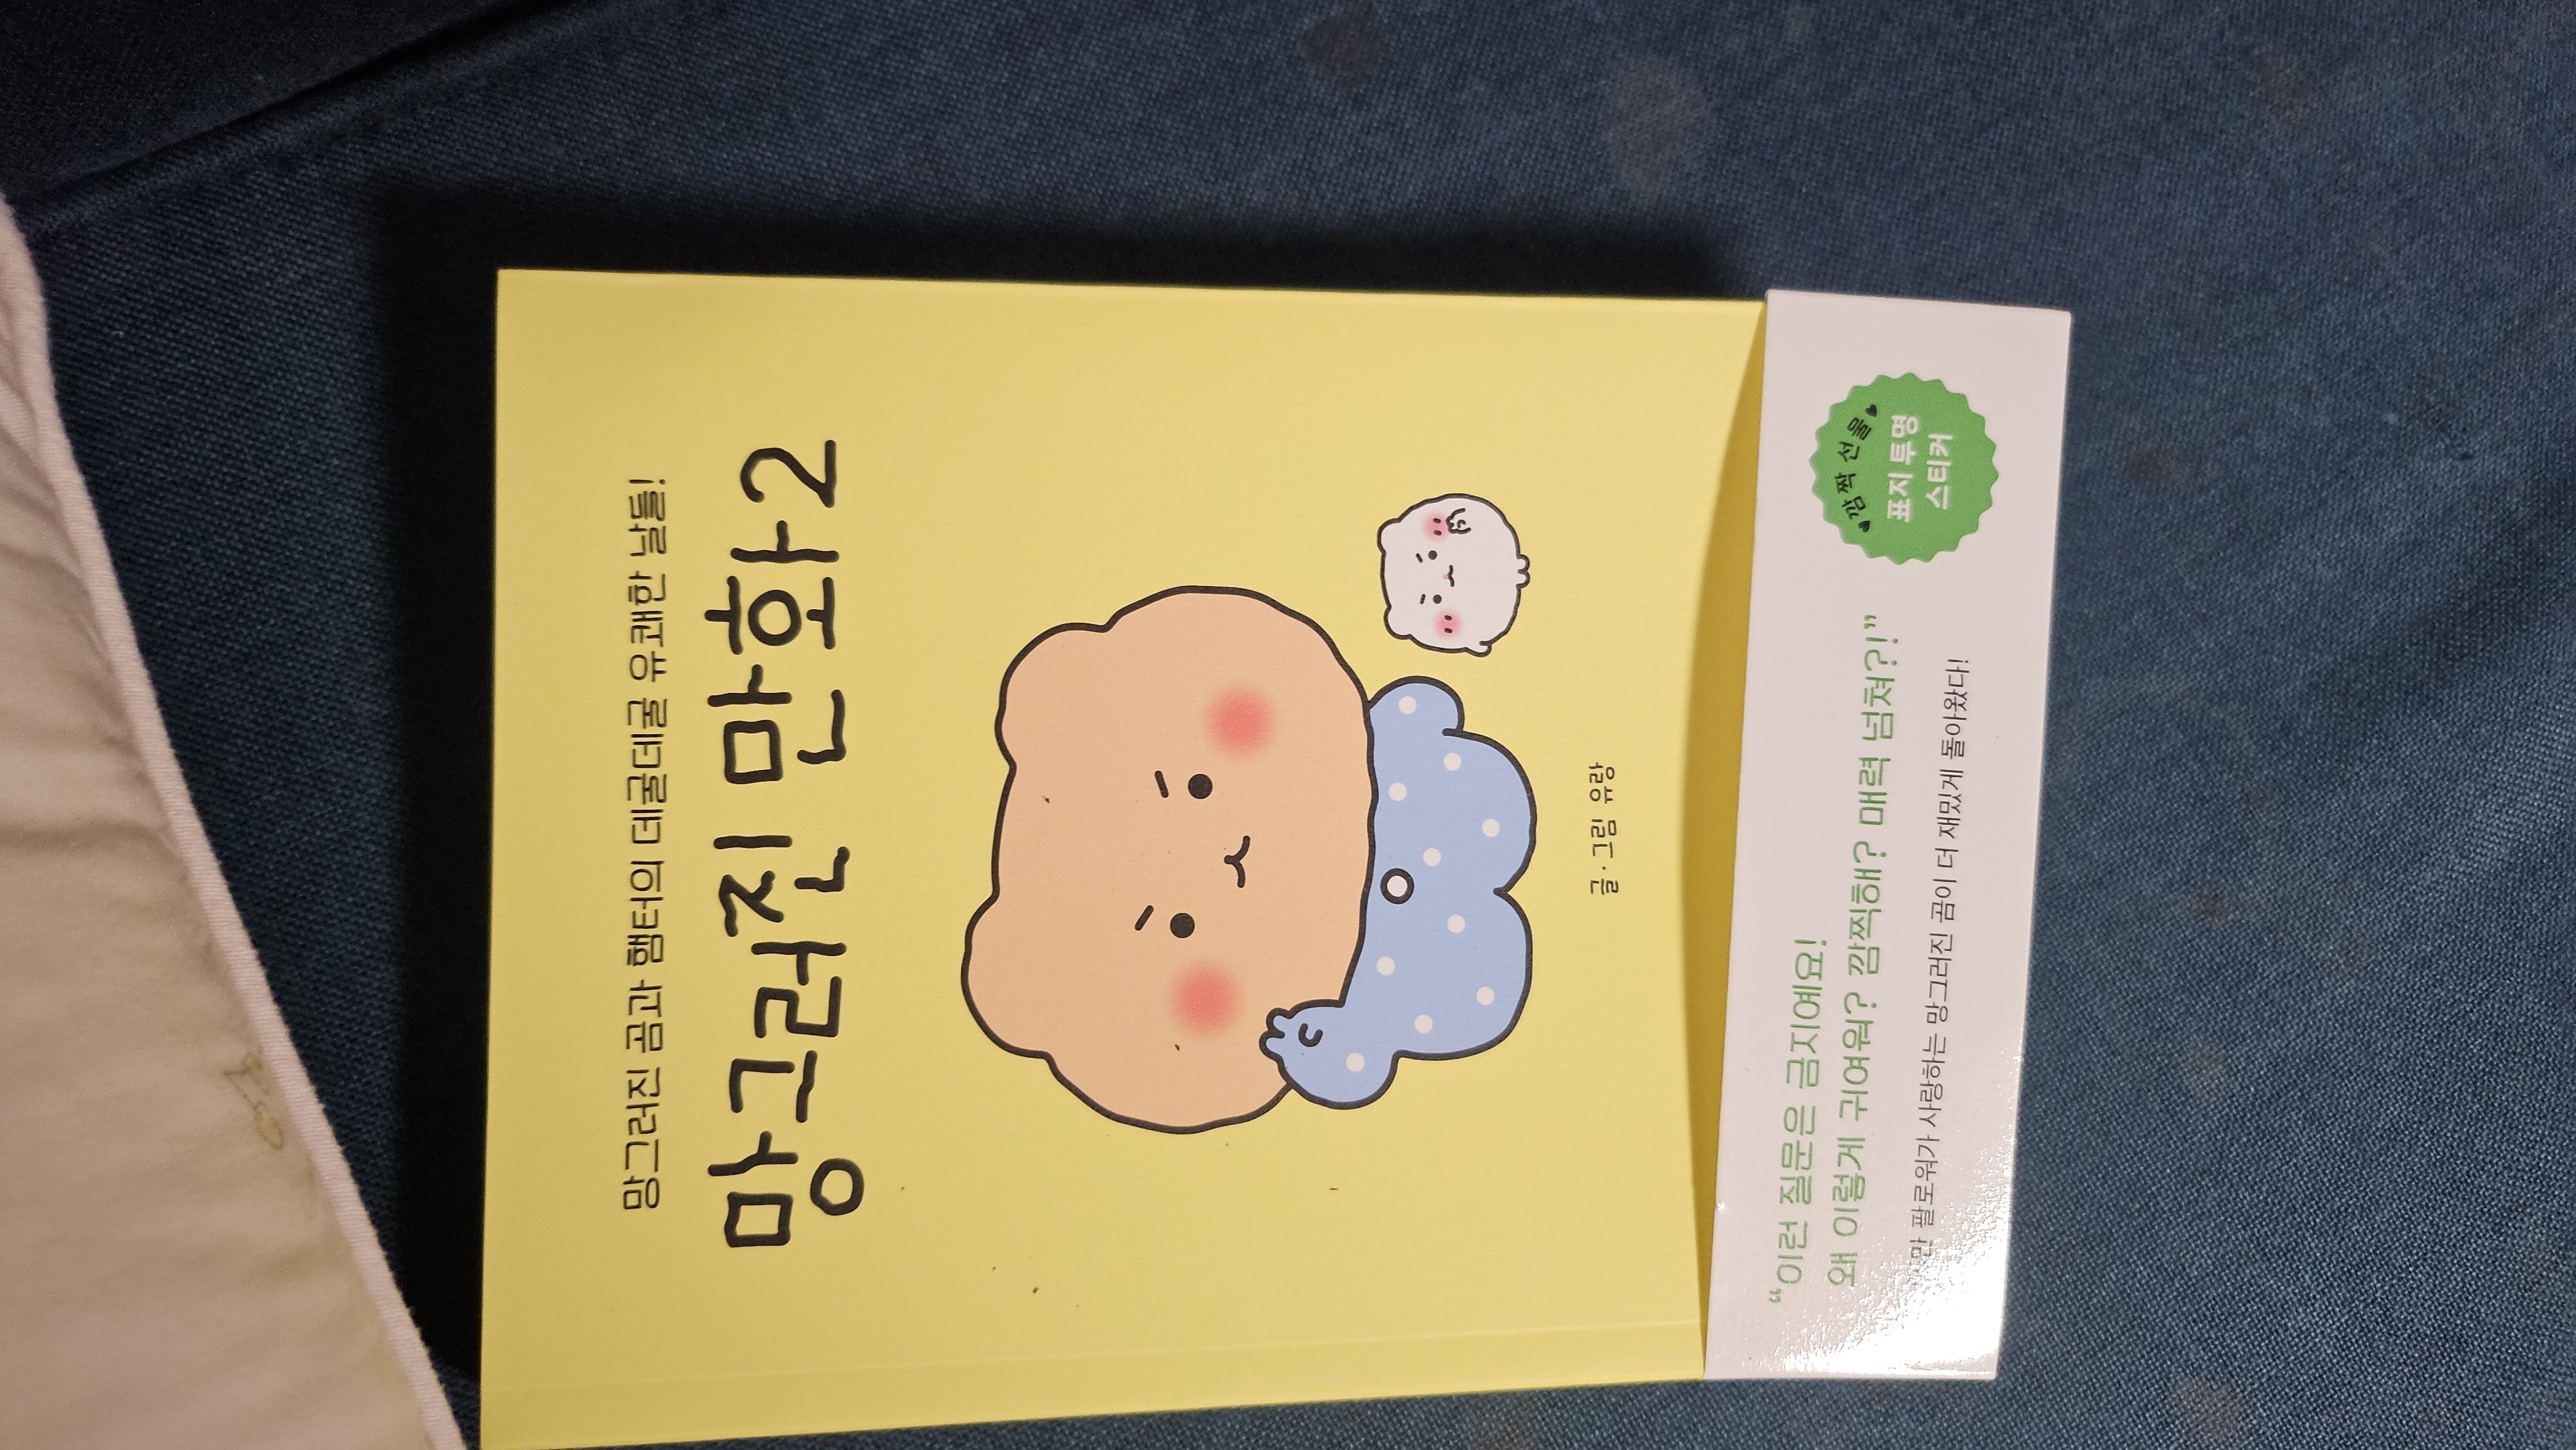 망그러진 곰과 햄터의 데굴데굴 유쾌한 날들!
망그러진 만화 2
글·그림 유랑
"이런 질문은 금지예요!
왜 이렇게 귀여워? 깜찍해? 매력 넘쳐?!"
만 팔로워가 사랑하는 망그러진 곰이 더 재밌게 돌아왔다!
깜짝 선물
표지 투명
스티커